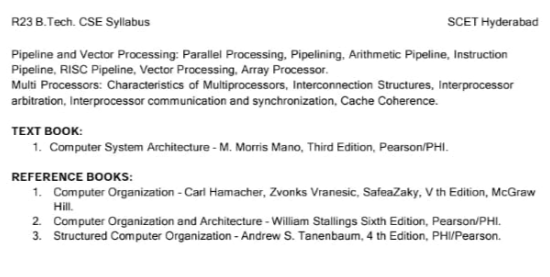 R23 B.Tech. CSE Syllabus SCET Hyderabad
Pipeline and Vector Processing: Parallel Processing, Pipelining, Arithmetic Pipeline, Instruction
Pipeline, RISC Pipeline, Vector Processing, Array Processor.
Multi Processors: Characteristics of Multiprocessors, Interconnection Structures, Interprocessor
arbitration, Interprocessor communication and synchronization, Cache Coherence.
TEXT BOOK:
1. Computer System Architecture - M. Morris Mano, Third Edition, Pearson/PHI.
REFERENCE BOOKS:
1. Computer Organization - Carl Hamacher, Zvonks Vranesic, SafeaZaky, V th Edition, McGraw
Hill.
2. Computer Organization and Architecture - William Stallings Sixth Edition, Pearson/PHI.
3. Structured Computer Organization - Andrew S. Tanenbaum, 4 th Edition, PHI/Pearson.